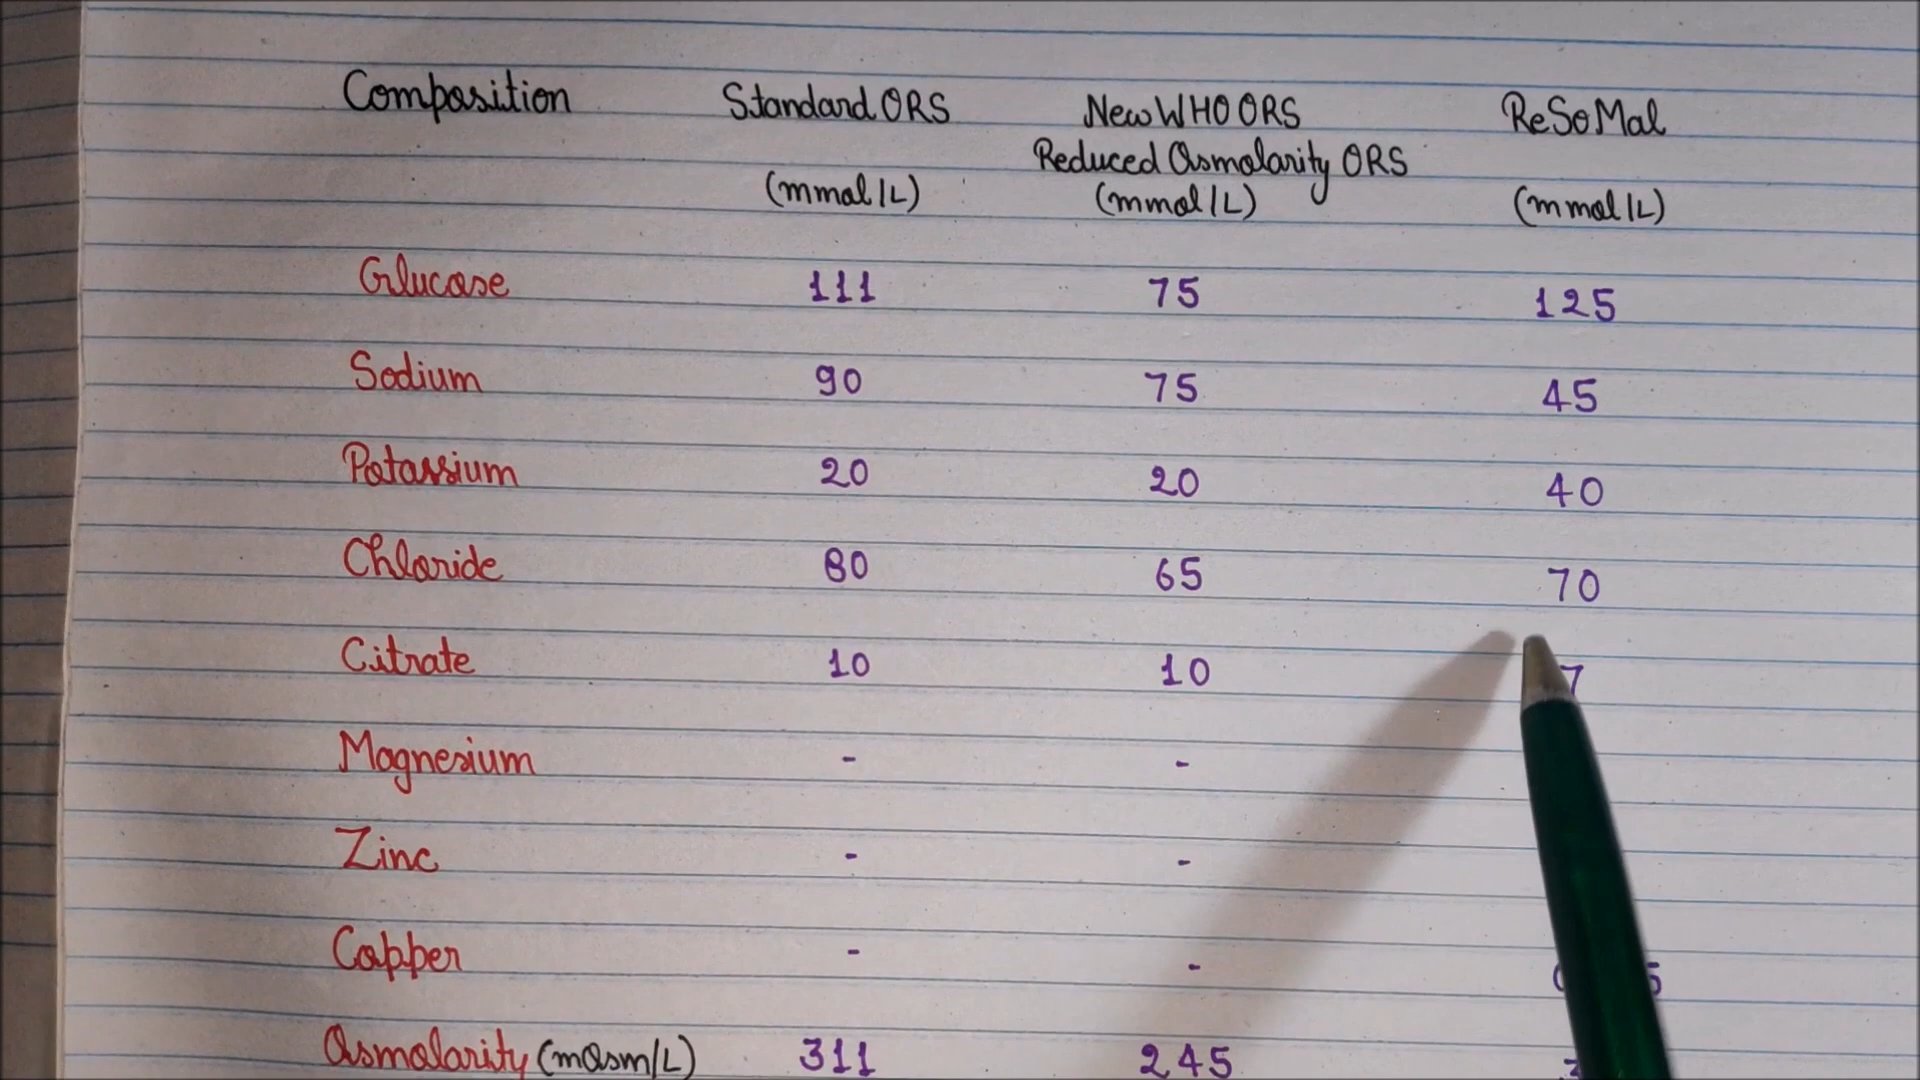 Composition Standard ORS New WHO ORS ReSoMal
Reduced Osmolarity ORS
(mmol/L) (mmol/L) (mmol/L)
Glucose 111 75 125
Sodium 90 75 45
Potassium 20 20 40
Chloride 80 65 70
Citrate 10 10 7
Magnesium - -
Zinc - -
Copper - -
Osmolarity (mOsm/L) 311 245